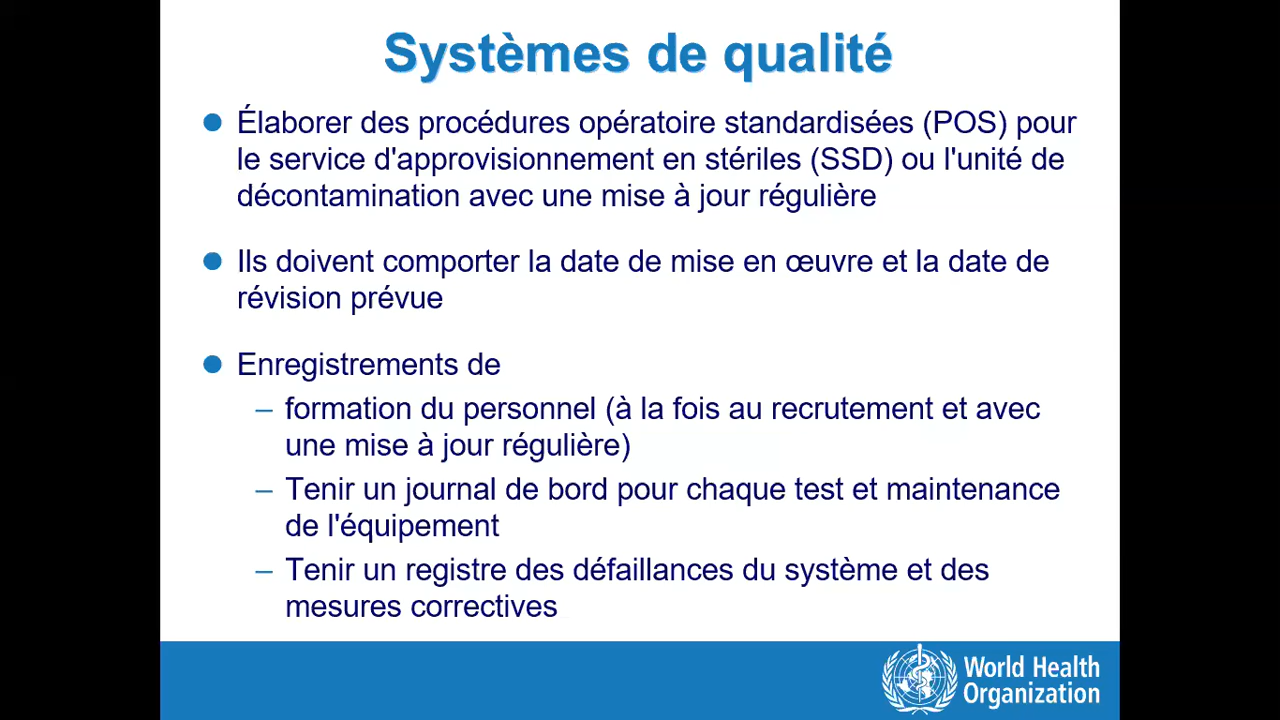 Systèmes de qualité
● Élaborer des procédures opératoire standardisées (POS) pour
le service d'approvisionnement en stériles (SSD) ou l'unité de
décontamination avec une mise à jour régulière
● Ils doivent comporter la date de mise en œuvre et la date de
révision prévue
● Enregistrements de
– formation du personnel (à la fois au recrutement et avec
une mise à jour régulière)
– Tenir un journal de bord pour chaque test et maintenance
de l'équipement
– Tenir un registre des défaillances du système et des
mesures correctives
World Health
Organization